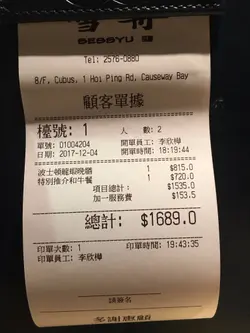 Tel: 2576-0880
8/F, Cubus, 1 Hoi Ping Rd, Causeway Bay
顧客單據
檯號: 1 人 數: 2
單號: 01004204 開單員工: 李欣樺
日期: 2017-12-04 開單時間: 18:19:44
波士頓龍蝦晚膳 1 $815.0
特別推介和牛餐 1 $720.0
項目總計: $1535.0
加一服務費 $153.5
總計: $1689.0
印單次數: 1 印單時間: 19:43:35
印單員工: 李欣樺
請簽名
多謝惠顧